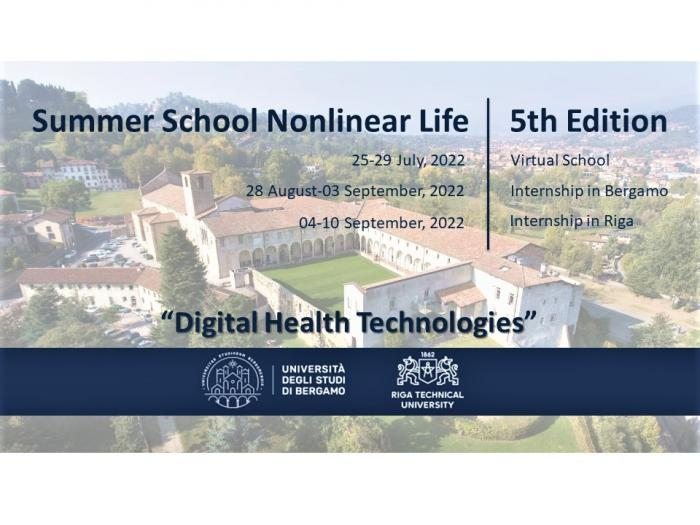 Summer School Nonlinear Life
5th Edition
25-29 July, 2022
Virtual School
28 August-03 September, 2022
Internship in Bergamo
04-10 September, 2022
Internship in Riga
“Digital Health Technologies”
UNIVERSITÀ
DEGLI STUDI
DI BERGAMO
1862
RIGA TECHNICAL
UNIVERSITY